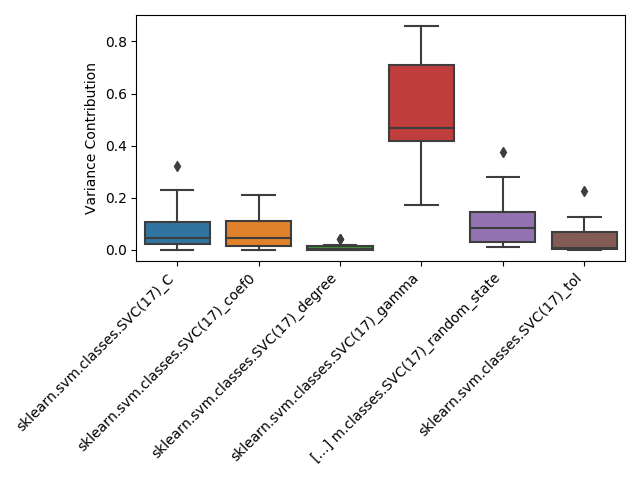 Variance Contribution
0.8
0.6
0.4
0.2
0.0
sklearn.svm.classes.SVC(17)_C
sklearn.svm.classes.SVC(17)_coef0
sklearn.svm.classes.SVC(17)_degree
sklearn.svm.classes.SVC(17)_gamma
[...] m.classes.SVC(17)_random_state
sklearn.svm.classes.SVC(17)_tol